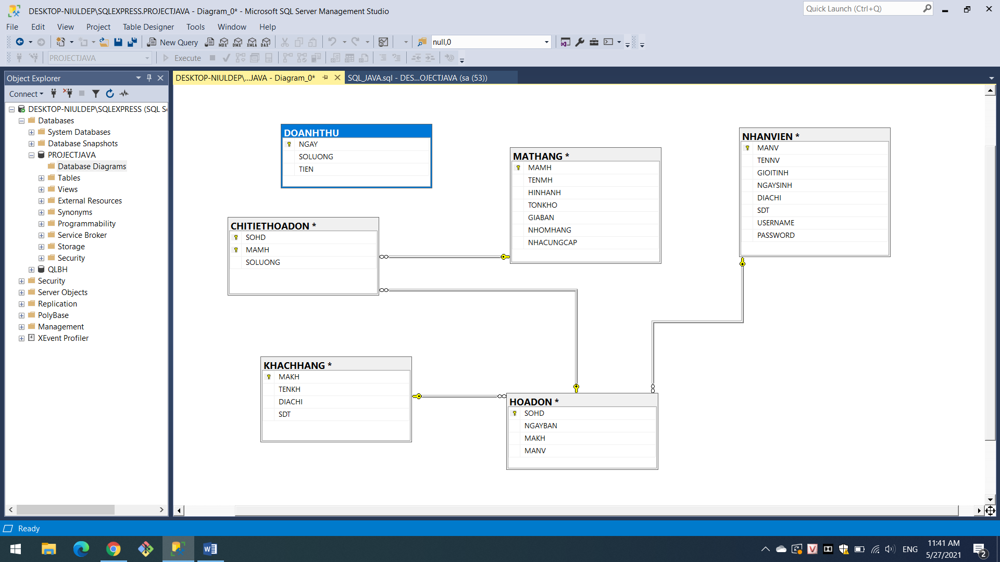 DESKTOP-NIULDEP\SQLEXPRESS.PROJECTJAVA - Diagram_0* - Microsoft SQL Server Management Studio
Quick Launch (Ctrl+Q)
File Edit View Project Table Designer Tools Window Help
New Query MDX DMX XMLA DAX null,0
PROJECTJAVA Execute
Object Explorer
Connect
DESKTOP-NIULDEP\SQLEXPRESS (SQL S
Databases
System Databases
Database Snapshots
PROJECTJAVA
Database Diagrams
Tables
Views
External Resources
Synonyms
Programmability
Service Broker
Storage
Security
QLBH
Security
Server Objects
Replication
PolyBase
Management
XEvent Profiler
DESKTOP-NIULDEP\...JAVA - Diagram_0*
SQL_JAVA.sql - DES...OJECTJAVA (sa (53))
DOANHTHU
NGAY
SOLUONG
TIEN
MATHANG *
MAMH
TENMH
HINHANH
TONKHO
GIABAN
NHOMHANG
NHACUNGCAP
NHANVIEN *
MANV
TENNV
GIOITINH
NGAYSINH
DIACHI
SDT
USERNAME
PASSWORD
CHITIETHOADON *
SOHD
MAMH
SOLUONG
KHACHHANG *
MAKH
TENKH
DIACHI
SDT
HOADON *
SOHD
NGAYBAN
MAKH
MANV
Ready
ENG
11:41 AM
5/27/2021
2